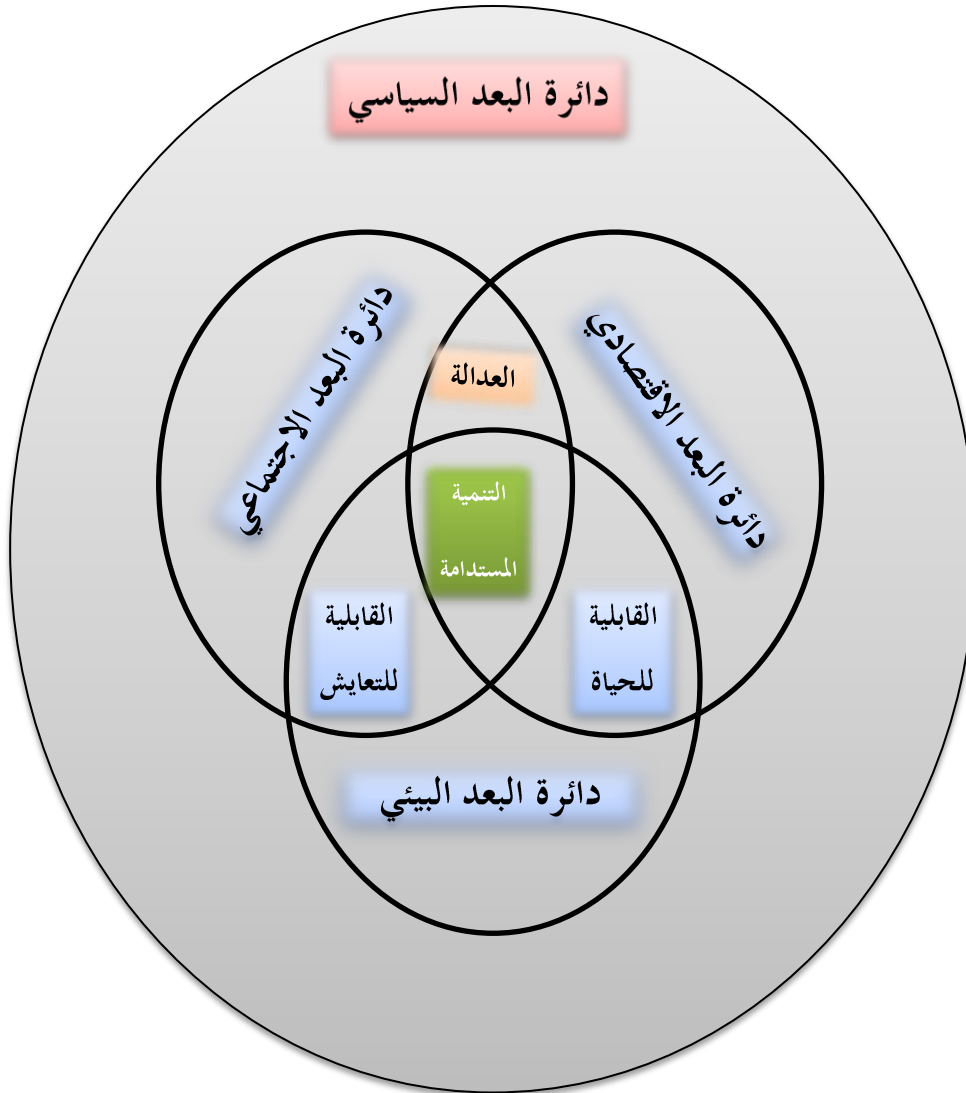 دائرة البعد السياسي
دائرة البعد الاقتصادي
دائرة البعد الاجتماعي
العدالة
التنمية
المستدامة
القابلية
للحياة
القابلية
للتعايش
دائرة البعد البيئي